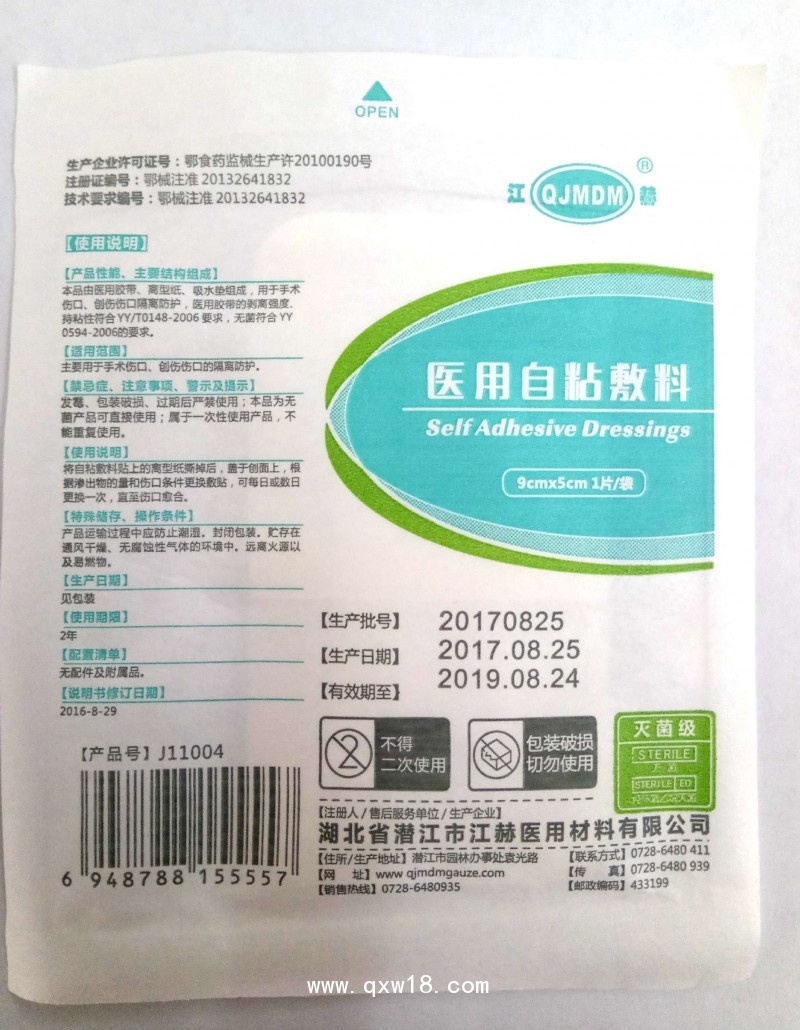 OPEN
生产企业许可证号：鄂食药监械生产许20100190号
注册证编号：鄂械注准 20132641832
技术要求编号：鄂械注准 20132641832
江 QJMDM 赫 ®
【使用说明】
【产品性能、主要结构组成】
本品由医用胶带、离型纸、吸水垫组成，用于手术
伤口、创伤伤口隔离防护，医用胶带的剥离强度、
持粘性符合 YY/T0148-2006 要求，无菌符合 YY
0594-2006的要求。
【适用范围】
主要用于手术伤口、创伤伤口的隔离防护。
【禁忌症、注意事项、警示及提示】
发霉、包装破损、过期后严禁使用；本品为无
菌产品可直接使用；属于一次性使用产品，不
能重复使用。
【使用说明】
将自粘敷料贴上的离型纸撕掉后，盖于创面上，根
据渗出物的量和伤口条件更换敷贴，可每日或数日
更换一次，直至伤口愈合。
【特殊储存、操作条件】
产品运输过程中应防止潮湿。封闭包装。贮存在
通风干燥、无腐蚀性气体的环境中。远离火源以
及易燃物。
【生产日期】
见包装
【使用期限】
2年
【配置清单】
无配件及附属品。
【说明书修订日期】
2016-8-29
医用自粘敷料
Self Adhesive Dressings
9cmx5cm 1片/袋
【生产批号】 20170825
【生产日期】 2017.08.25
【有效期至】 2019.08.24
2
不得
二次使用
包装破损
切勿使用
灭菌级
STERILE
无菌
STERILE EO
【产品号】J11004
6 948788 155557
【注册人/售后服务单位/生产企业】
湖北省潜江市江赫医用材料有限公司
【住所/生产地址】潜江市园林办事处袁光路
【网 址】www qjmdmgauze.com
【销售热线】0728-6480935
【联系方式】0728-6480 411
【传 真】0728-6480 939
【邮政编码】433199
www.qxw18.com